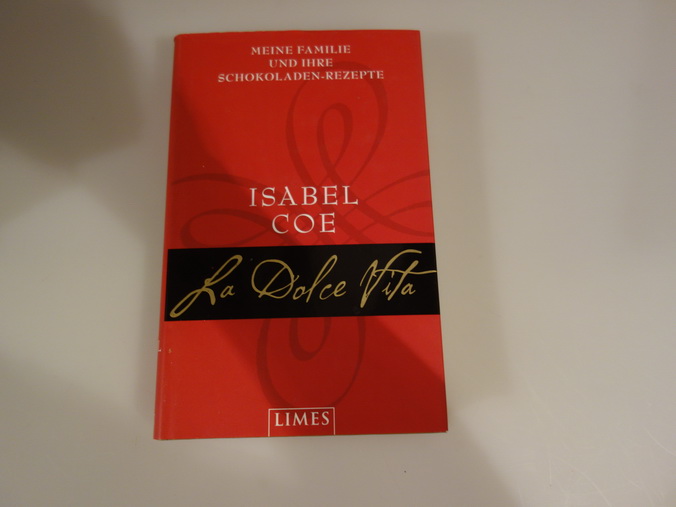 MEINE FAMILIE
UND IHRE
SCHOKOLADEN-REZEPTE
ISABEL
COE
La Dolce Vita
LIMES